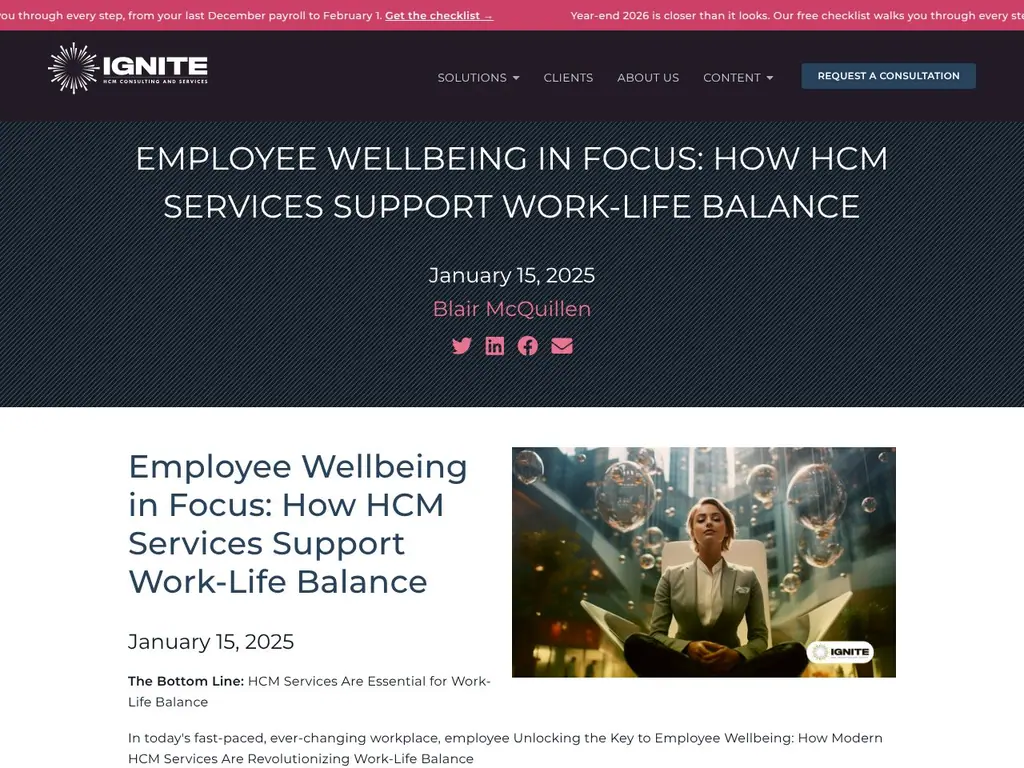 you through every step, from your last December payroll to February 1. Get the checklist →
Year-end 2026 is closer than it looks. Our free checklist walks you through every
IGNITE
HCM CONSULTING AND SERVICES
SOLUTIONS
CLIENTS
ABOUT US
CONTENT
REQUEST A CONSULTATION
EMPLOYEE WELLBEING IN FOCUS: HOW HCM
SERVICES SUPPORT WORK-LIFE BALANCE
January 15, 2025
Blair McQuillen
Employee Wellbeing
in Focus: How HCM
Services Support
Work-Life Balance
IGNITE
January 15, 2025
The Bottom Line: HCM Services Are Essential for Work-
Life Balance
In today's fast-paced, ever-changing workplace, employee Unlocking the Key to Employee Wellbeing: How Modern
HCM Services Are Revolutionizing Work-Life Balance